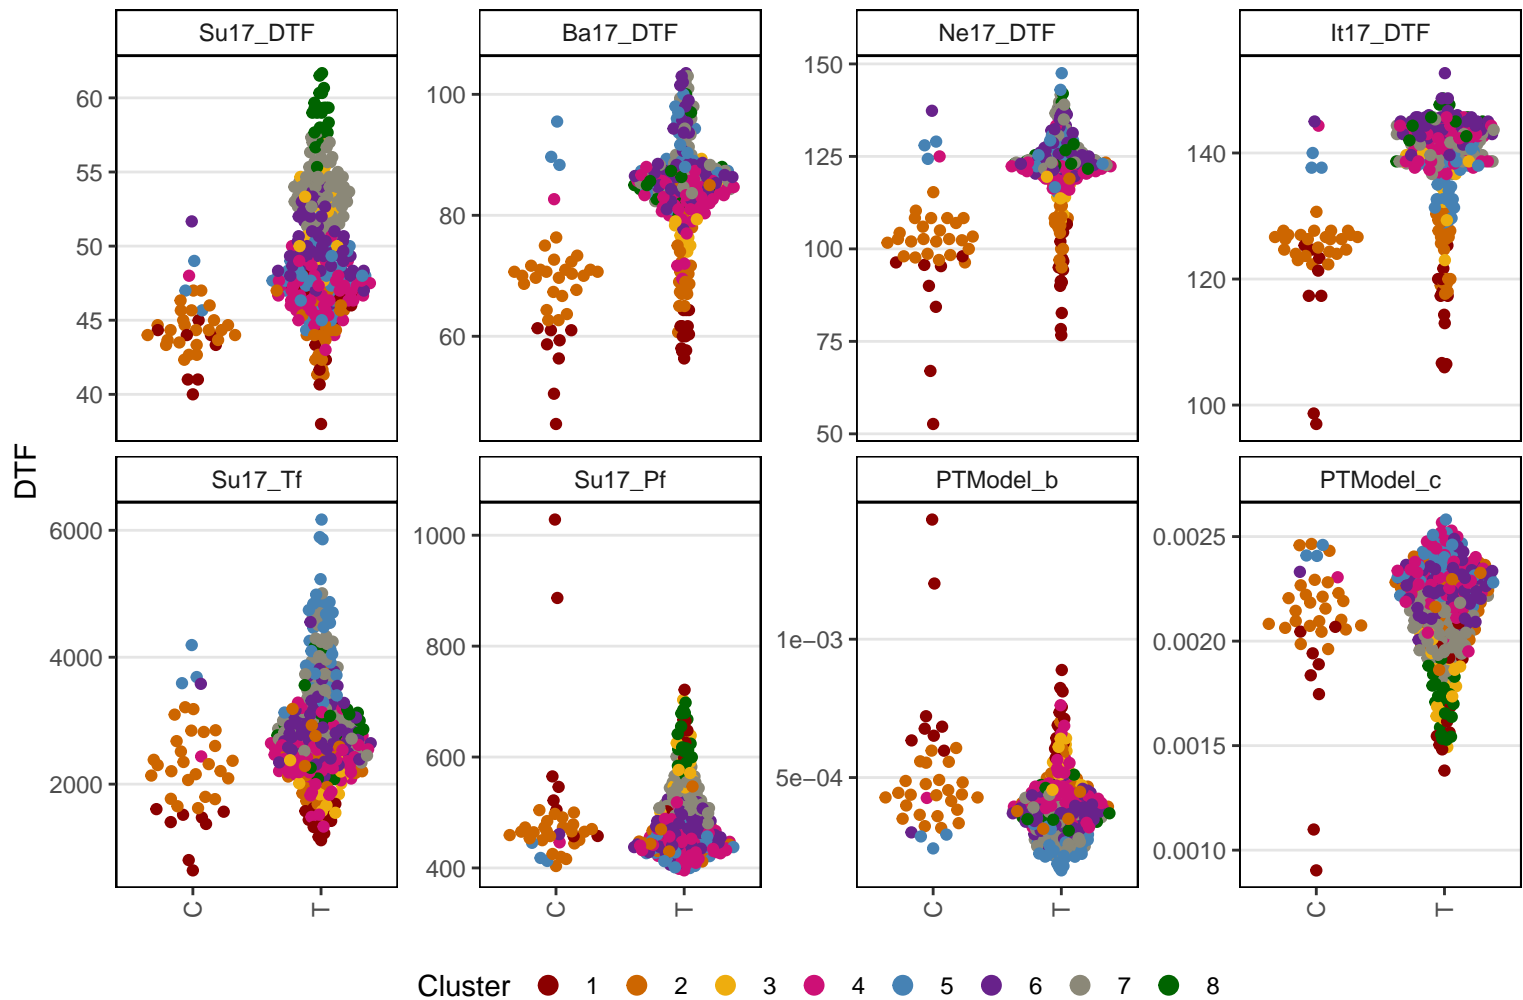 Su17_DTF
Ba17_DTF
Ne17_DTF
It17_DTF
60
55
50
45
40
100
80
60
150
125
100
75
50
140
120
100
DTF
Su17_Tf
Su17_Pf
PTModel_b
PTModel_c
6000
4000
2000
1000
800
600
400
1e−03
5e−04
0.0025
0.0020
0.0015
0.0010
C
T
C
T
C
T
C
T
Cluster 1 2 3 4 5 6 7 8